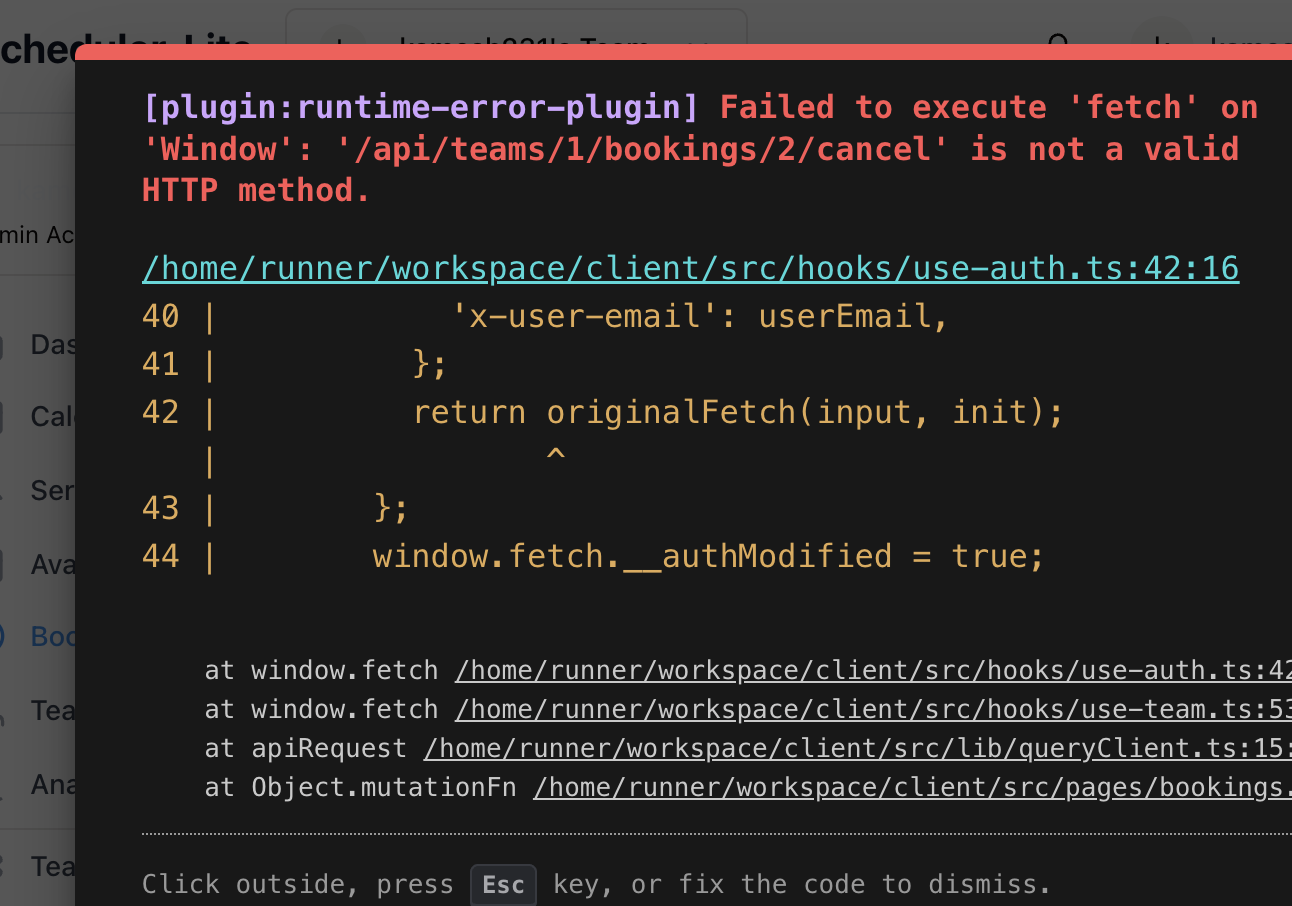 [plugin:runtime-error-plugin] Failed to execute 'fetch' on
'Window': '/api/teams/1/bookings/2/cancel' is not a valid
HTTP method.
/home/runner/workspace/client/src/hooks/use-auth.ts:42:16
40 |            'x-user-email': userEmail,
41 |          };
42 |          return originalFetch(input, init);
   |                 ^
43 |        };
44 |        window.fetch.__authModified = true;
at window.fetch /home/runner/workspace/client/src/hooks/use-auth.ts:42
at window.fetch /home/runner/workspace/client/src/hooks/use-team.ts:53
at apiRequest /home/runner/workspace/client/src/lib/queryClient.ts:15:
at Object.mutationFn /home/runner/workspace/client/src/pages/bookings.
Click outside, press Esc key, or fix the code to dismiss.
min Ac
Das
Cal
Ser
Ava
Boo
Tea
Ana
Tea